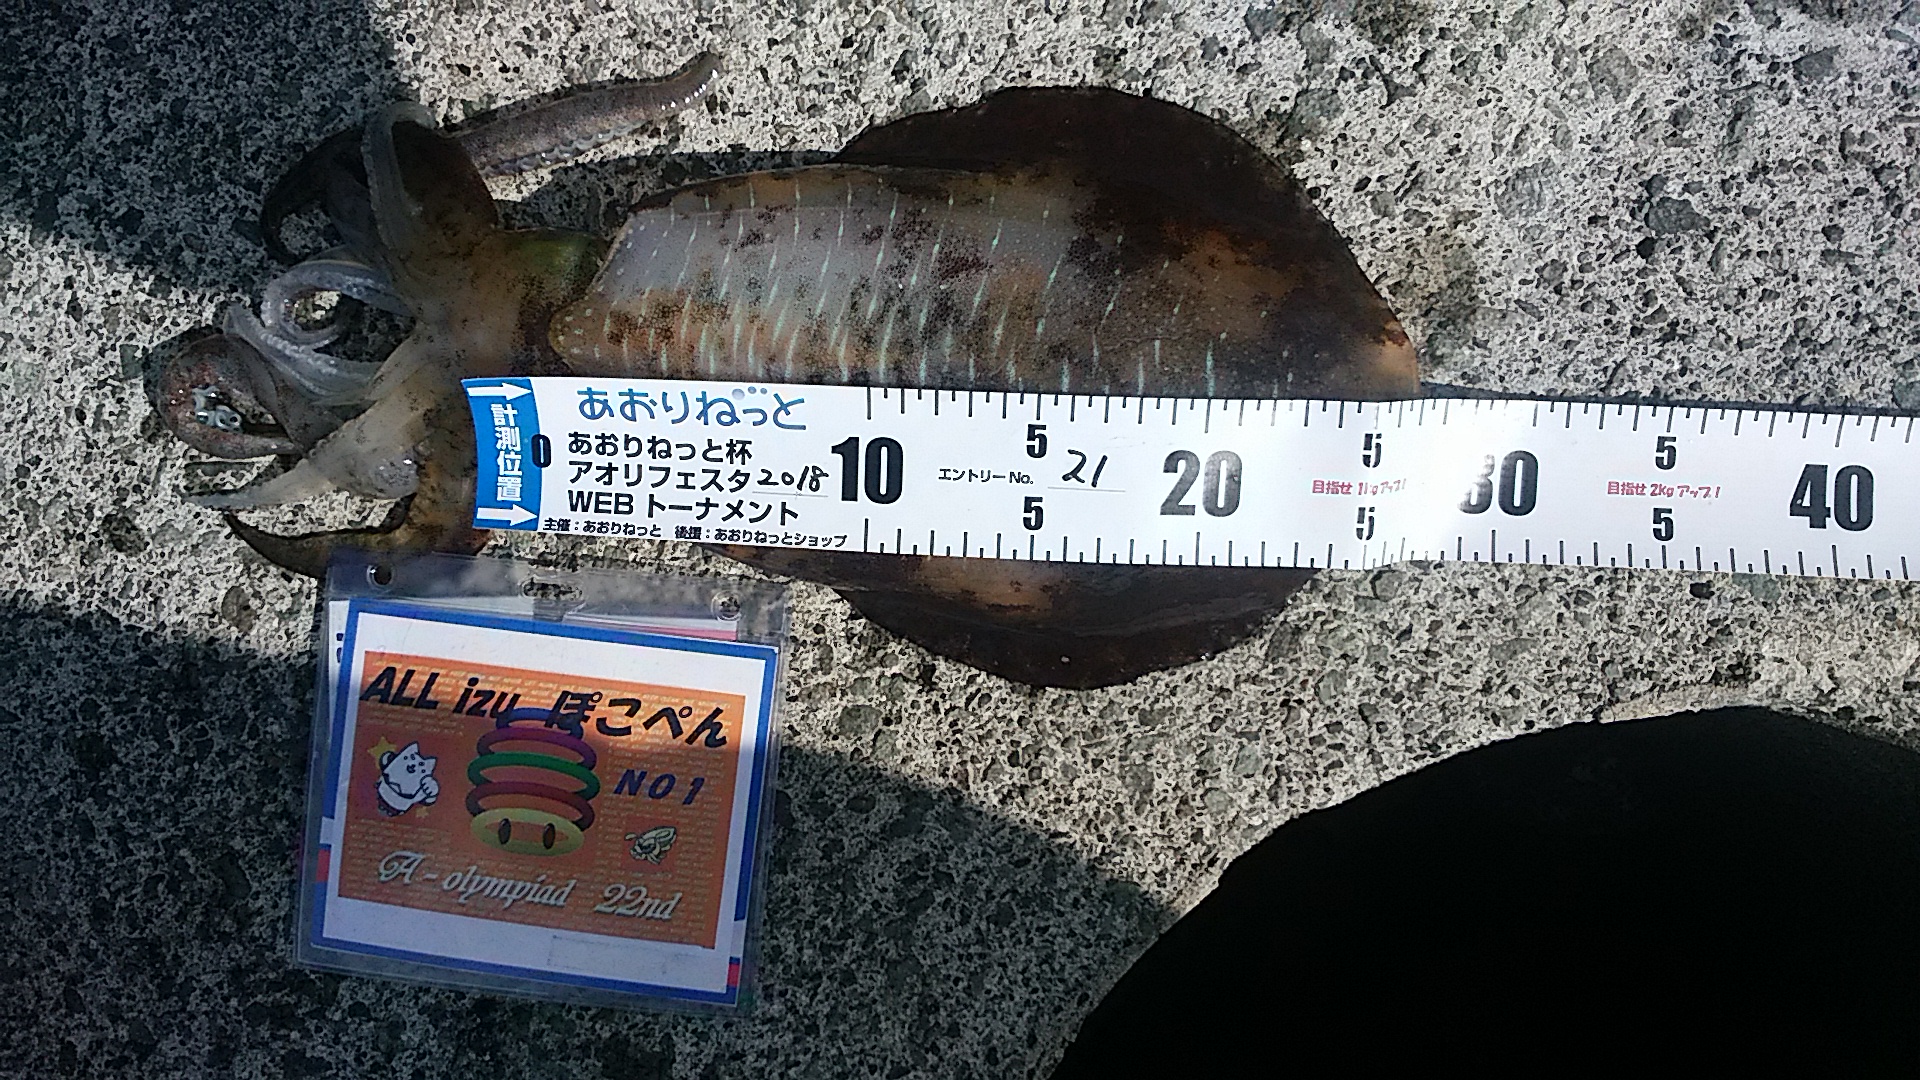 計測位置
0
あおりねっと
あおりねっと杯
アオリフェスタ2018
WEB トーナメント
主催:あおりねっと 後援:あおりねっとショップ
10
5
エントリーNo. 21
5
20
5
目指せ 1kgアップ!
5
30
5
目指せ 2kgアップ!
5
40
ALL izu ぽこぺん
NO1
A-olympiad 22nd